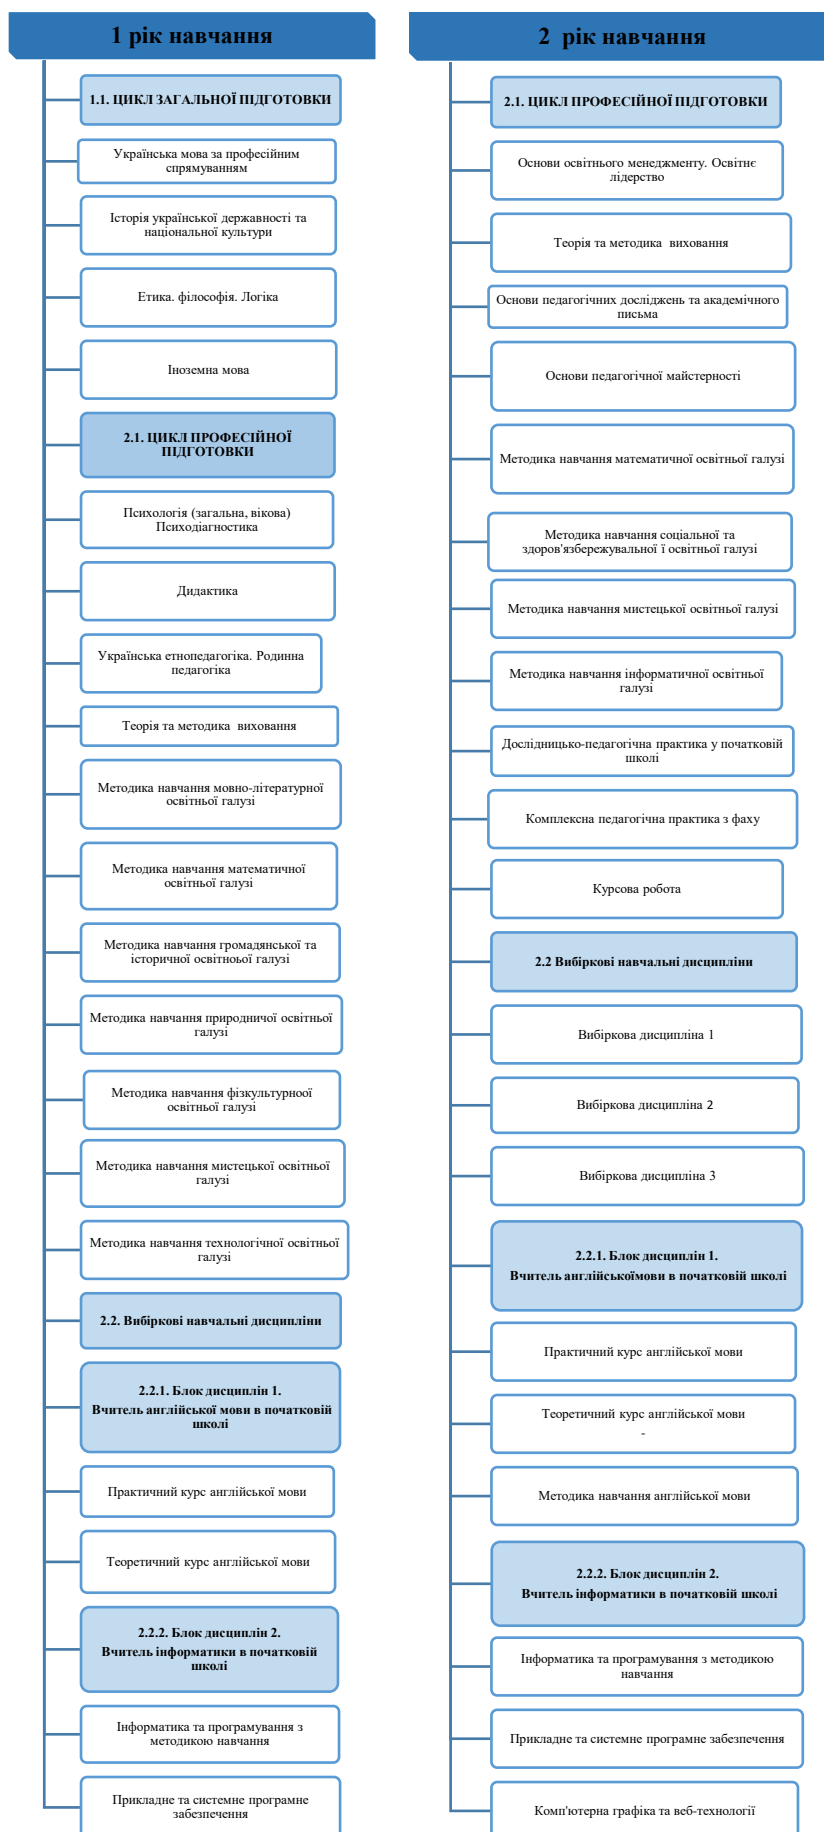 1 рік навчання
1.1. ЦИКЛ ЗАГАЛЬНОЇ ПІДГОТОВКИ
Українська мова за професійним
спрямуванням
Історія української державності та
національної культури
Етика. філософія. Логіка
Іноземна мова
2.1. ЦИКЛ ПРОФЕСІЙНОЇ
ПІДГОТОВКИ
Психологія (загальна, вікова)
Психодіагностика
Дидактика
Українська етнопедагогіка. Родинна
педагогіка
Теорія та методика виховання
Методика навчання мовно-літературної
освітньої галузі
Методика навчання математичної
освітньої галузі
Методика навчання громадянської та
історичної освітньоьої галузі
Методика навчання природничої освітньої
галузі
Методика навчання фізкультурноої
освітньої галузі
Методика навчання мистецької освітньої
галузі
Методика навчання технологічної освітньої
галузі
2.2. Вибіркові навчальні дисципліни
2.2.1. Блок дисциплін 1.
Вчитель англійської мови в початковій
школі
Практичний курс англійської мови
Теоретичний курс англійської мови
2.2.2. Блок дисциплін 2.
Вчитель інформатики в початковій
школі
Інформатика та програмування з
методикою навчання
Прикладне та системне програмне
забезпечення
2 рік навчання
2.1. ЦИКЛ ПРОФЕСІЙНОЇ ПІДГОТОВКИ
Основи освітнього менеджменту. Освітнє
лідерство
Теорія та методика виховання
Основи педагогічних досліджень та академічного
письма
Основи педагогічної майстерності
Методика навчання математичної освітньої галузі
Методика навчання соціальної та
здоров'язбережувальної ї освітньої галузі
Методика навчання мистецької освітньої галузі
Методика навчання інформатичної освітньої
галузі
Дослідницько-педагогічна практика у початковій
школі
Комплексна педагогічна практика з фаху
Курсова робота
2.2 Вибіркові навчальні дисципліни
Вибіркова дисципліна 1
Вибіркова дисципліна 2
Вибіркова дисципліна 3
2.2.1. Блок дисциплін 1.
Вчитель англійськоїмови в початковій школі
Практичний курс англійської мови
Теоретичний курс англійської мови
-
Методика навчання англійської мови
2.2.2. Блок дисциплін 2.
Вчитель інформатики в початковій школі
Інформатика та програмування з методикою
навчання
Прикладне та системне програмне забезпечення
Комп'ютерна графіка та веб-технології